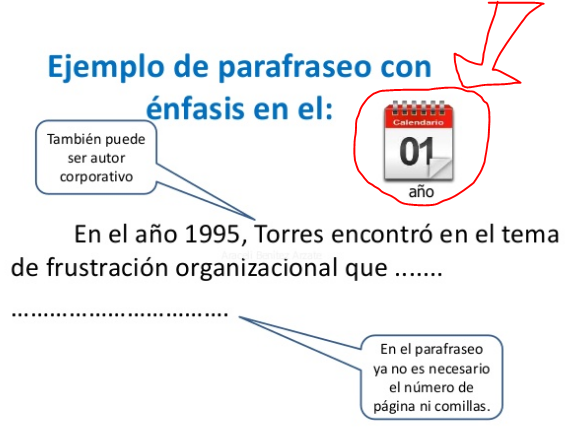 Ejemplo de parafraseo con
énfasis en el:
Calendario
01
año
También puede
ser autor
corporativo
En el año 1995, Torres encontró en el tema
de frustración organizacional que .......
....................................
En el parafraseo
ya no es necesario
el número de
página ni comillas.